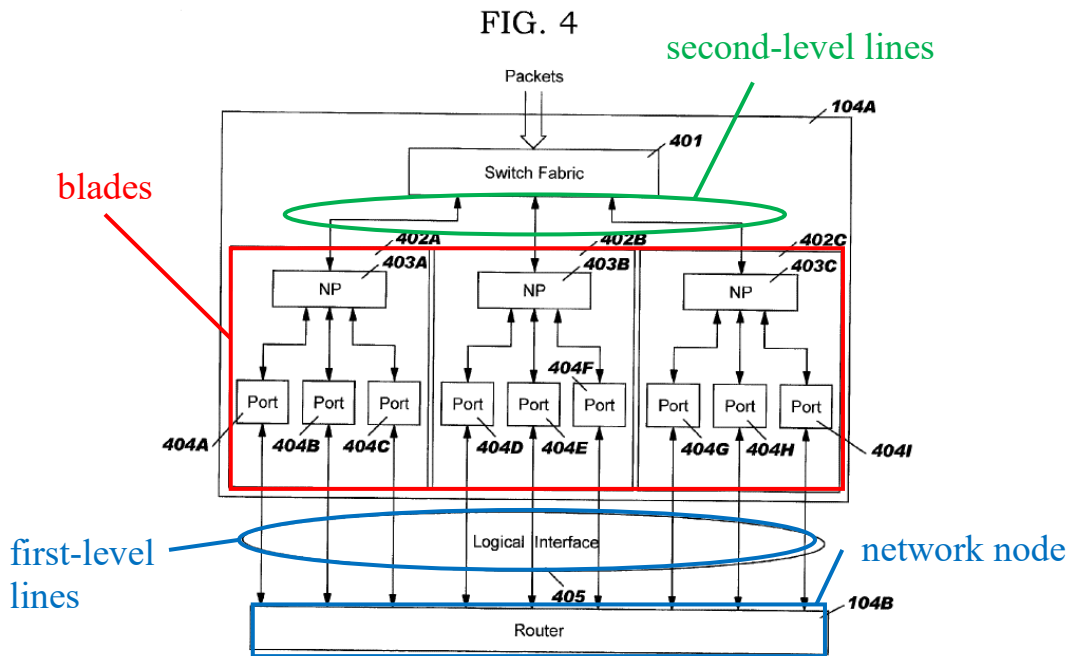 FIG. 4
second-level lines
Packets
104A
401
Switch Fabric
blades
402A
402B
402C
403A
403B
403C
NP
NP
NP
404F
Port
Port
Port
Port
Port
Port
Port
Port
Port
404A
404B
404C
404D
404E
404G
404H
404I
first-level
lines
Logical Interface
network node
405
104B
Router